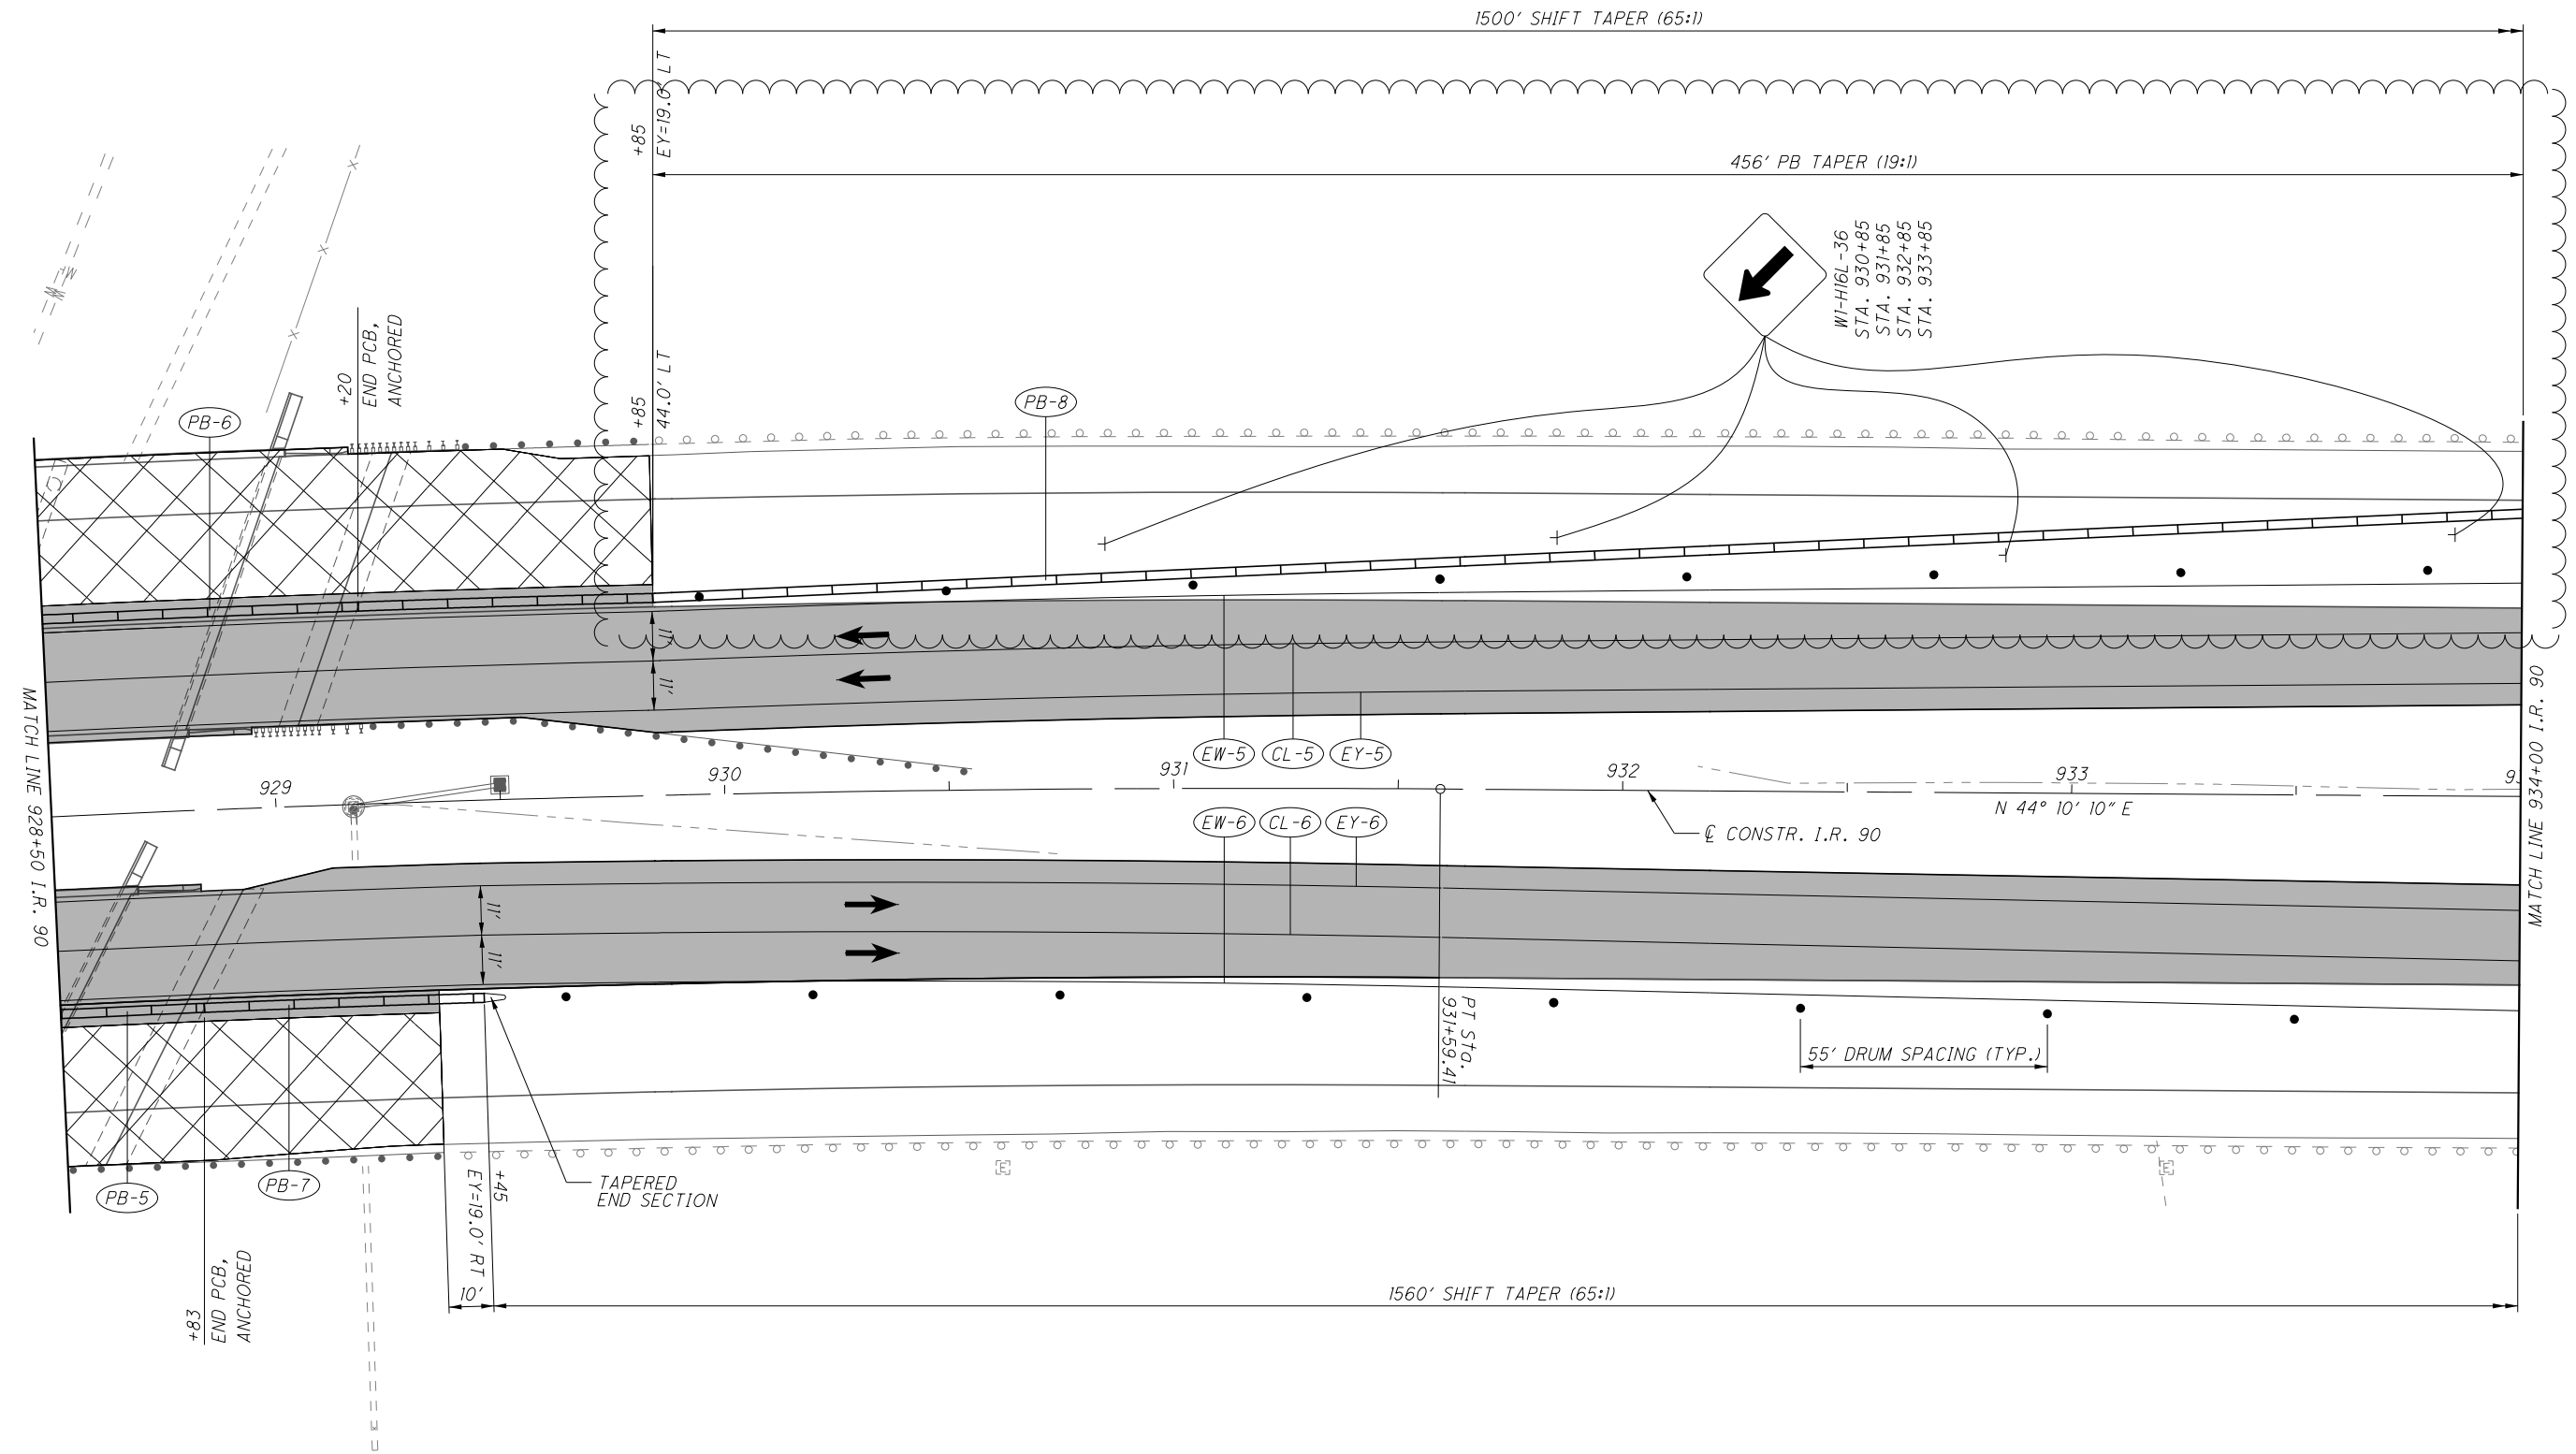 1500' SHIFT TAPER (65:1)
+85
EY=19.0' LT
456' PB TAPER (19:1)
W1-H16L-36
STA. 930+85
STA. 931+85
STA. 932+85
STA. 933+85
+20
END PCB,
ANCHORED
+85
44.0' LT
PB-6
PB-8
11'
11'
MATCH LINE 928+50 I.R. 90
MATCH LINE 934+00 I.R. 90
EW-5
CL-5
EY-5
929
930
931
932
933
N 44° 10' 10" E
℄ CONSTR. I.R. 90
EW-6
CL-6
EY-6
11'
11'
PT Sta.
931+59.41
55' DRUM SPACING (TYP.)
PB-5
PB-7
+45
EY=19.0' RT
TAPERED
END SECTION
+83
END PCB,
ANCHORED
10'
1560' SHIFT TAPER (65:1)